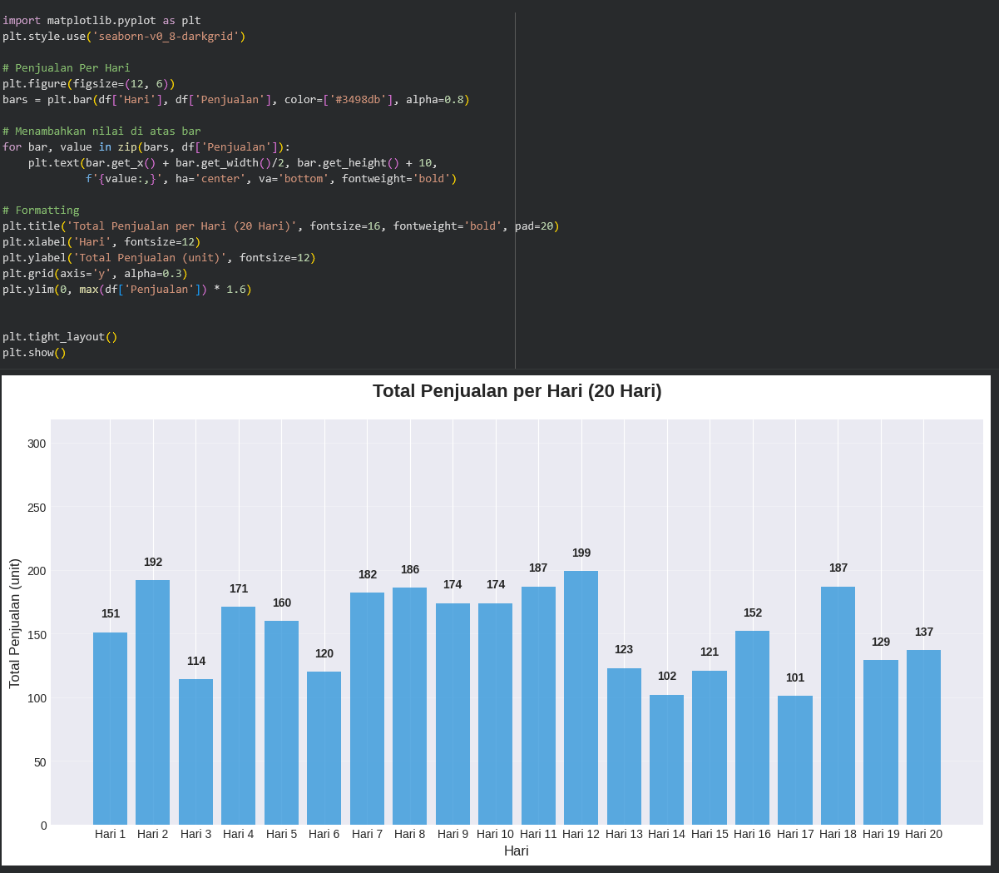 import matplotlib.pyplot as plt
plt.style.use('seaborn-v0_8-darkgrid')
# Penjualan Per Hari
plt.figure(figsize=(12, 6))
bars = plt.bar(df['Hari'], df['Penjualan'], color=['#3498db'], alpha=0.8)
# Menambahkan nilai di atas bar
for bar, value in zip(bars, df['Penjualan']):
    plt.text(bar.get_x() + bar.get_width()/2, bar.get_height() + 10,
             f'{value:,}', ha='center', va='bottom', fontweight='bold')
# Formatting
plt.title('Total Penjualan per Hari (20 Hari)', fontsize=16, fontweight='bold', pad=20)
plt.xlabel('Hari', fontsize=12)
plt.ylabel('Total Penjualan (unit)', fontsize=12)
plt.grid(axis='y', alpha=0.3)
plt.ylim(0, max(df['Penjualan']) * 1.6)
plt.tight_layout()
plt.show()
Total Penjualan per Hari (20 Hari)
Total Penjualan (unit)
300
250
200
150
100
50
0
151 192 114 171 160 120 182 186 174 174 187 199 123 102 121 152 101 187 129 137
Hari 1 Hari 2 Hari 3 Hari 4 Hari 5 Hari 6 Hari 7 Hari 8 Hari 9 Hari 10 Hari 11 Hari 12 Hari 13 Hari 14 Hari 15 Hari 16 Hari 17 Hari 18 Hari 19 Hari 20
Hari